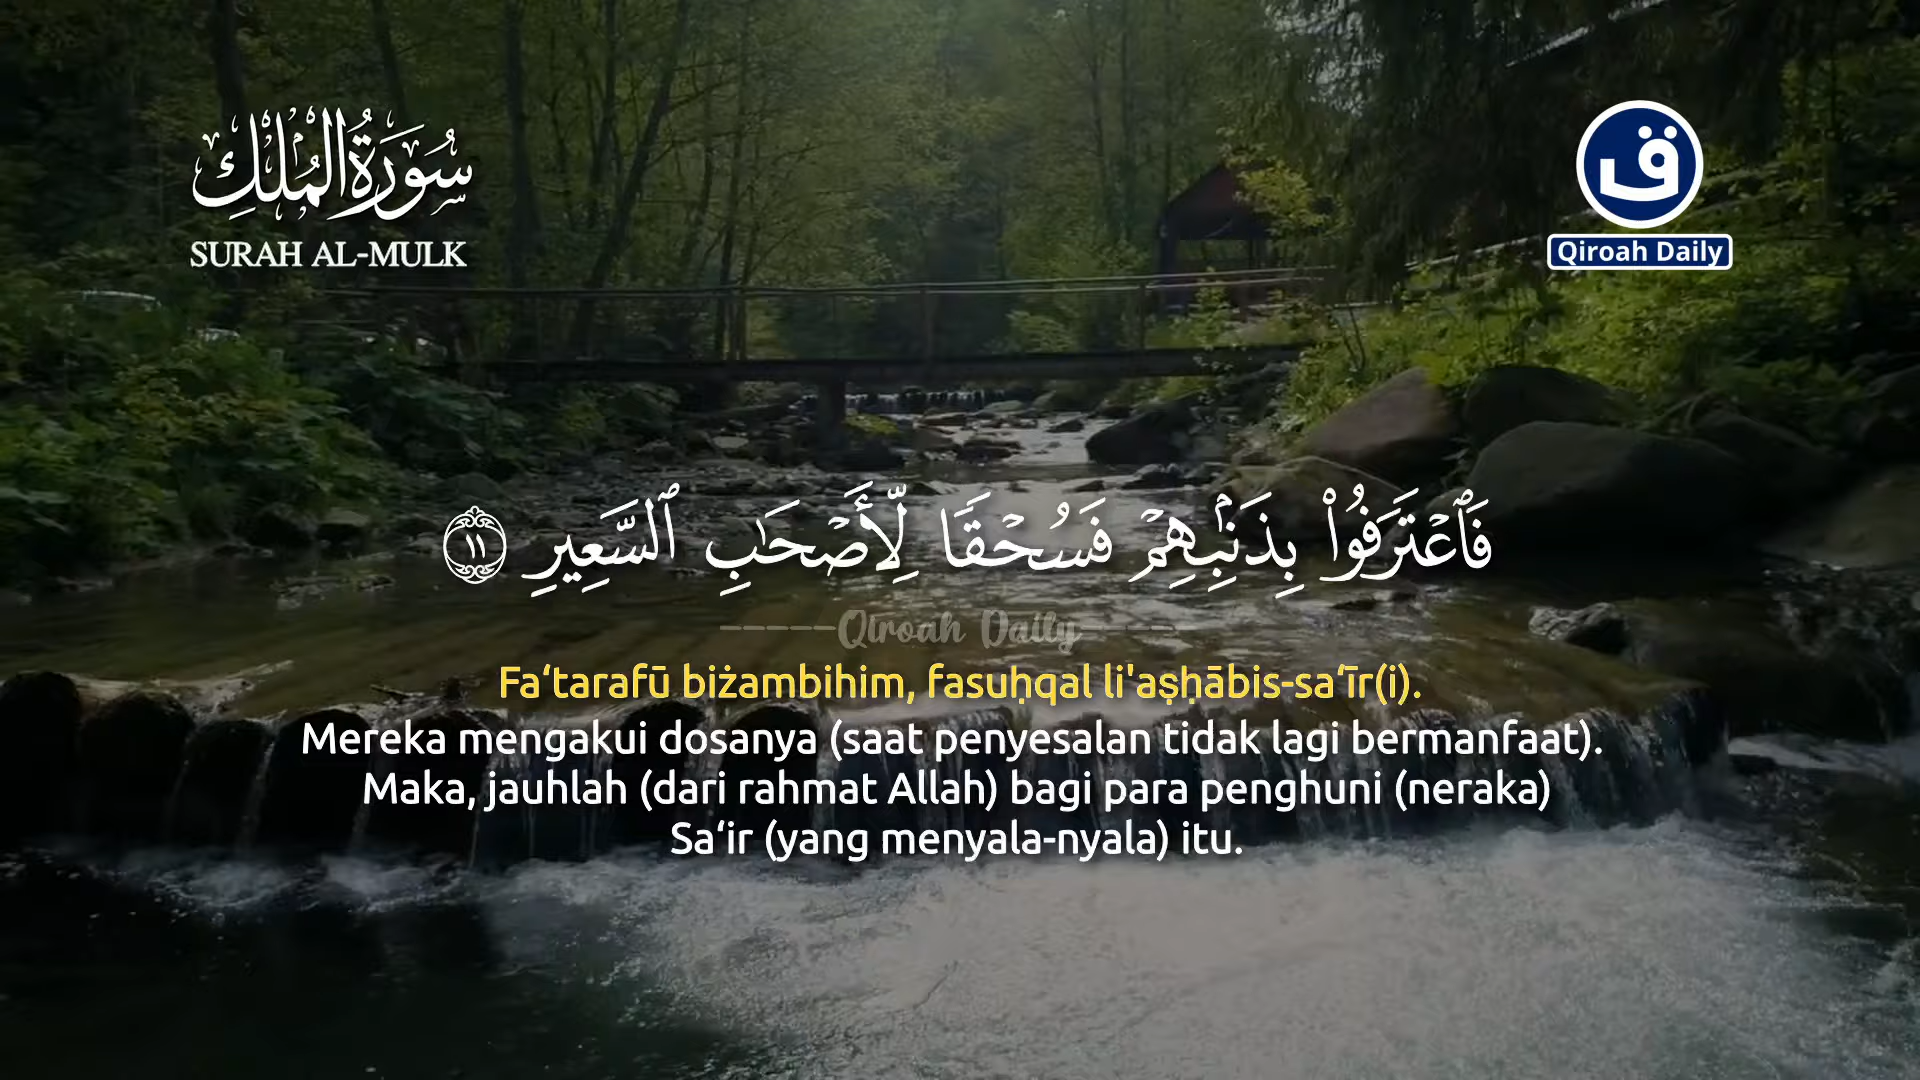 سُورَةُ الْمُلْكِ
SURAH AL-MULK
ق
Qiroah Daily
فَٱعْتَرَفُوا۟ بِذَنۢبِهِمْ فَسُحْقًا لِّأَصْحَـٰبِ ٱلسَّعِيرِ ١١
-----Qiroah Daily-----
Fa‘tarafū biżambihim, fasuḥqal li'aṣḥābis-sa‘īr(i).
Mereka mengakui dosanya (saat penyesalan tidak lagi bermanfaat).
Maka, jauhlah (dari rahmat Allah) bagi para penghuni (neraka)
Sa‘ir (yang menyala-nyala) itu.